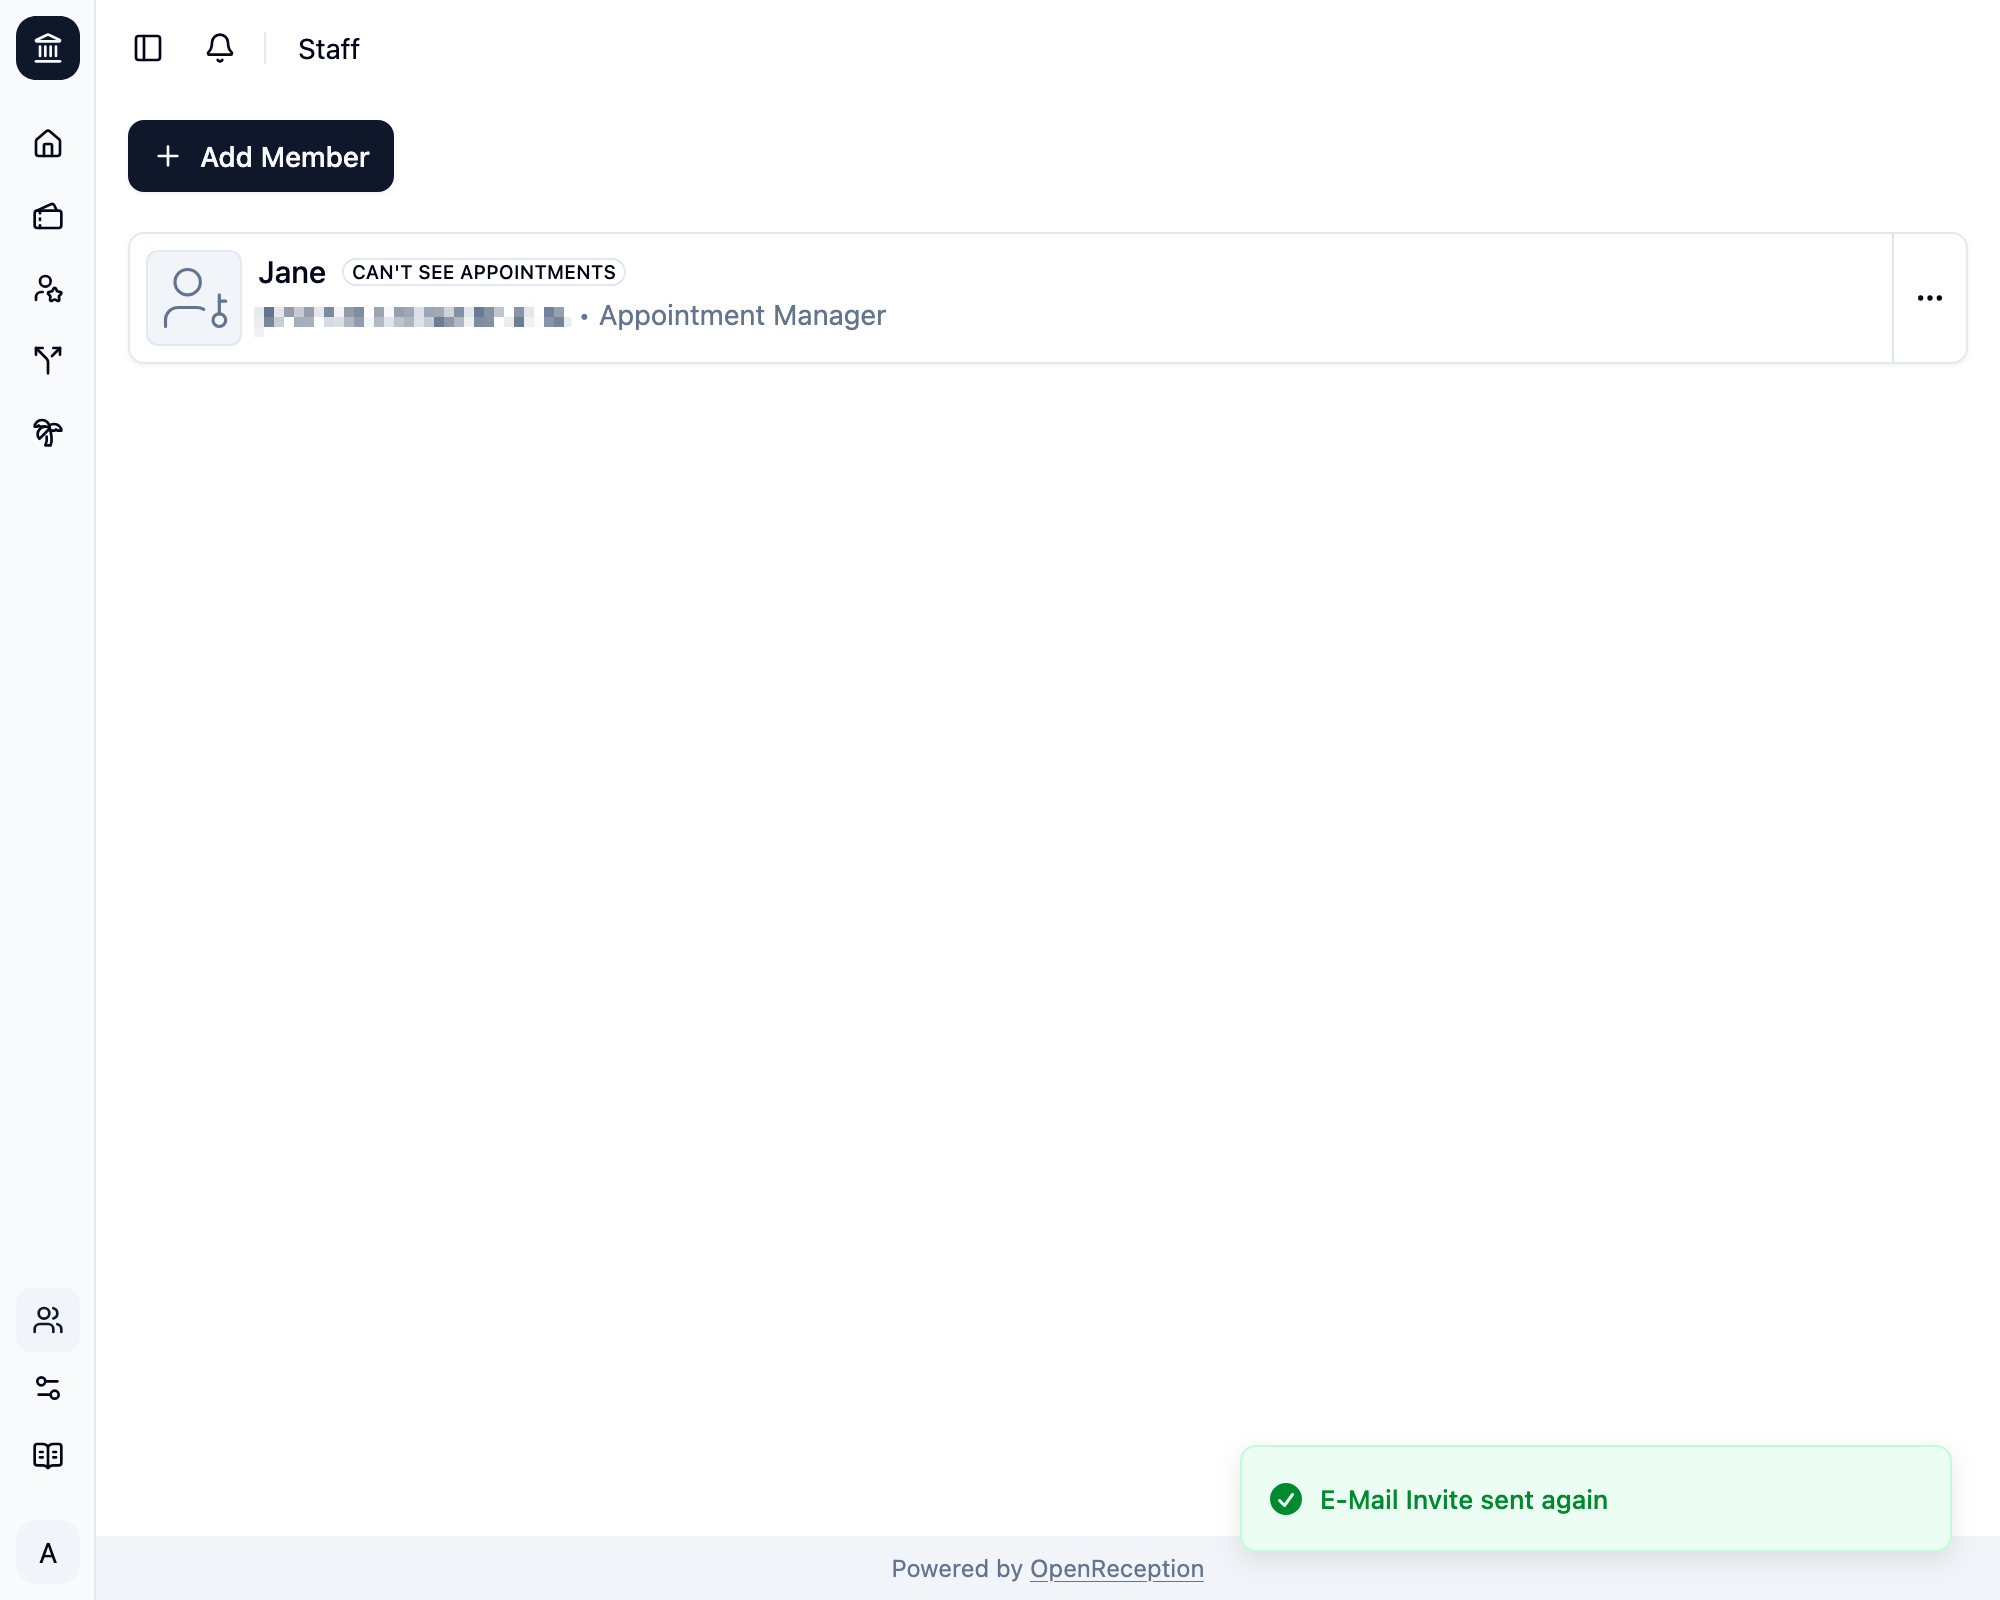 Staff
Add Member
Jane CAN'T SEE APPOINTMENTS
• Appointment Manager
E-Mail Invite sent again
A
Powered by OpenReception